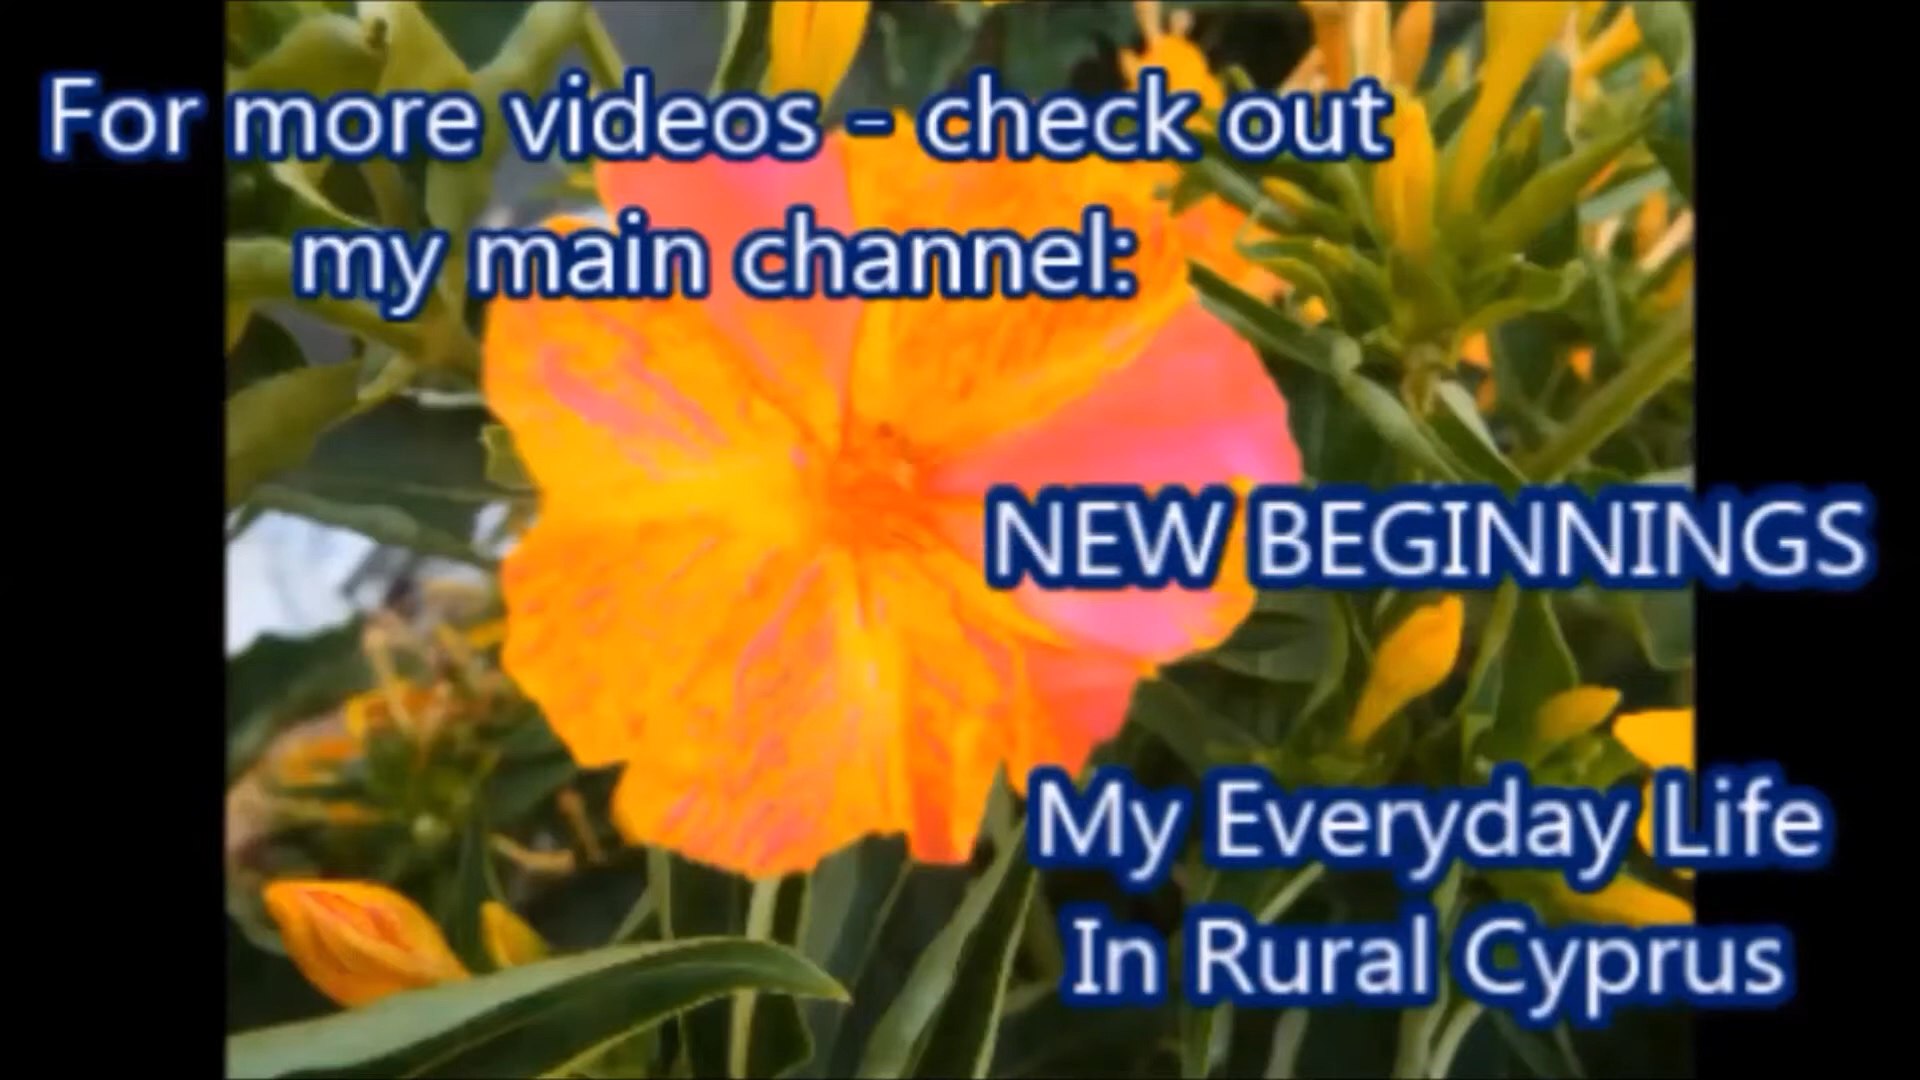 For more videos - check out
my main channel:
NEW BEGINNINGS
My Everyday Life
In Rural Cyprus